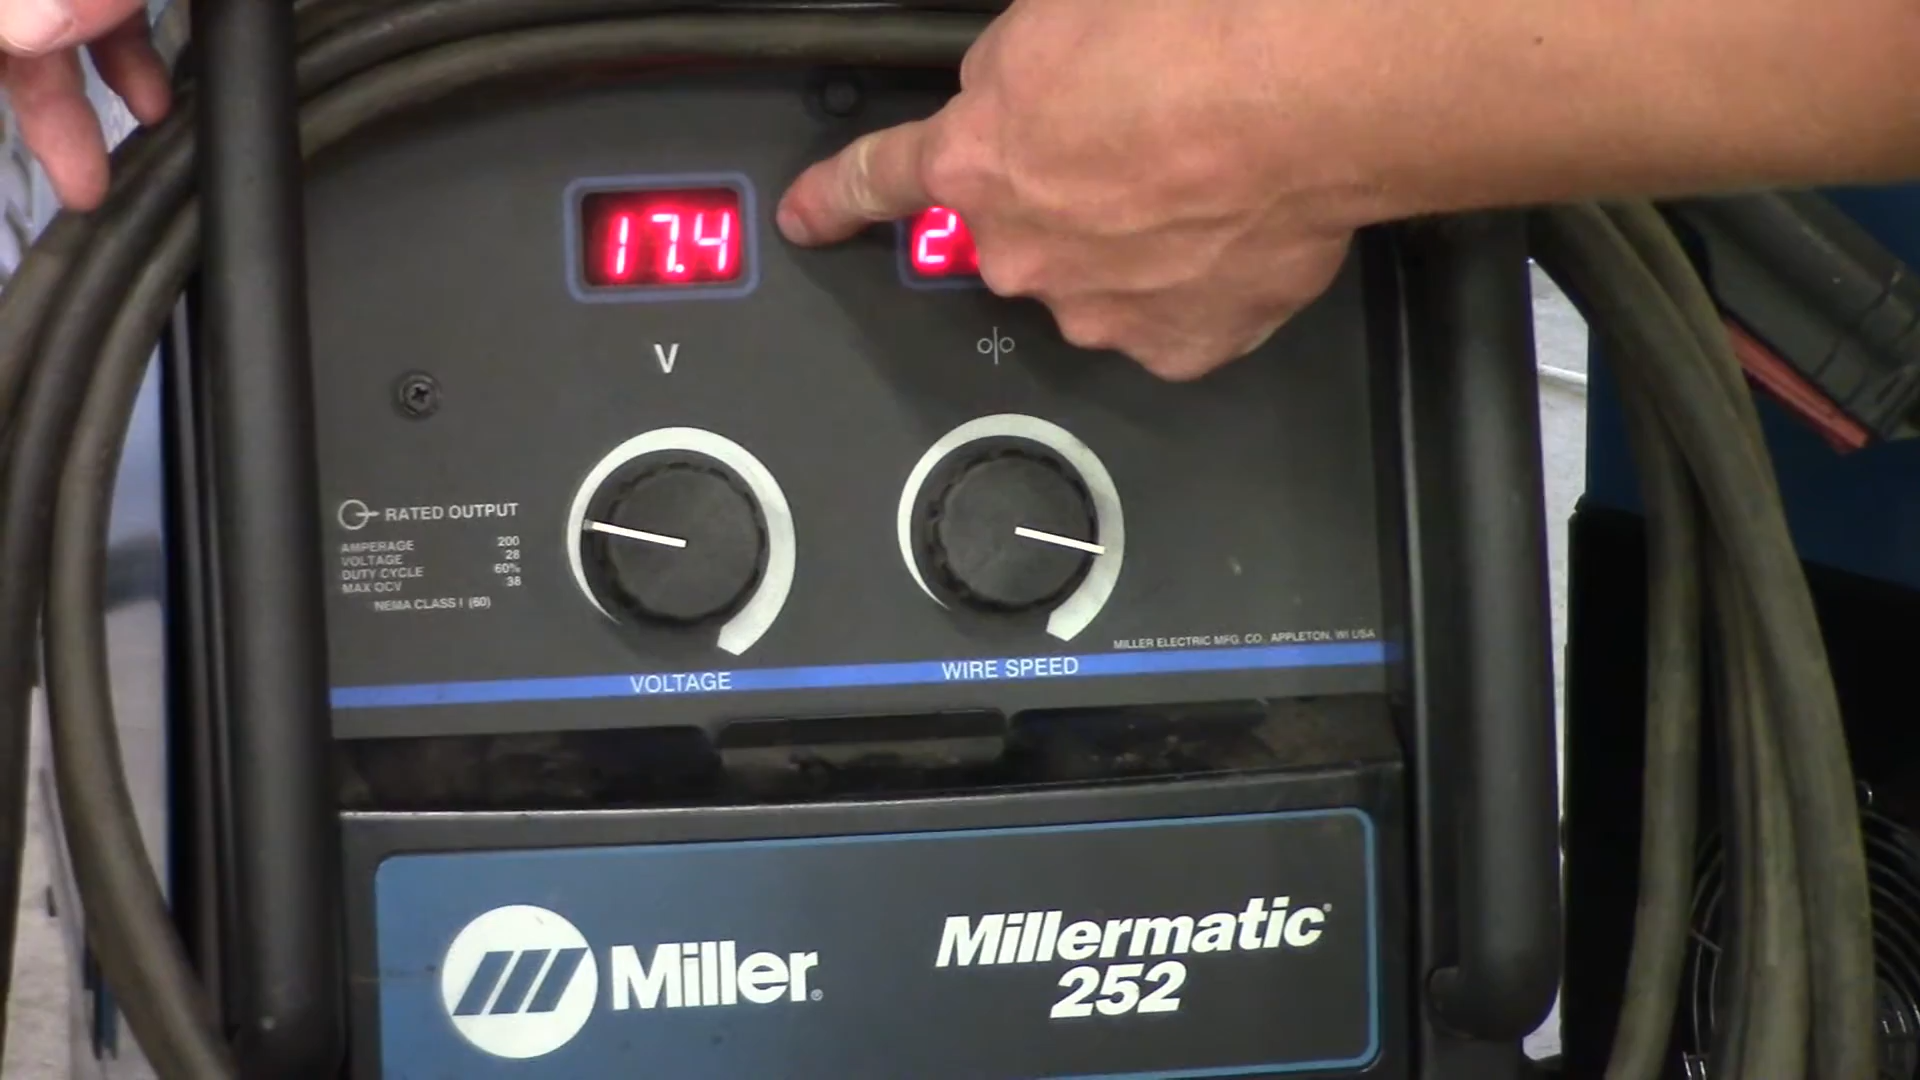 17.4
2
V
RATED OUTPUT
AMPERAGE 200
VOLTAGE 28
DUTY CYCLE 60%
MAX OCV 38
NEMA CLASS I (60)
MILLER ELECTRIC MFG. CO. APPLETON, WI USA
VOLTAGE
WIRE SPEED
Miller®
Millermatic®
252